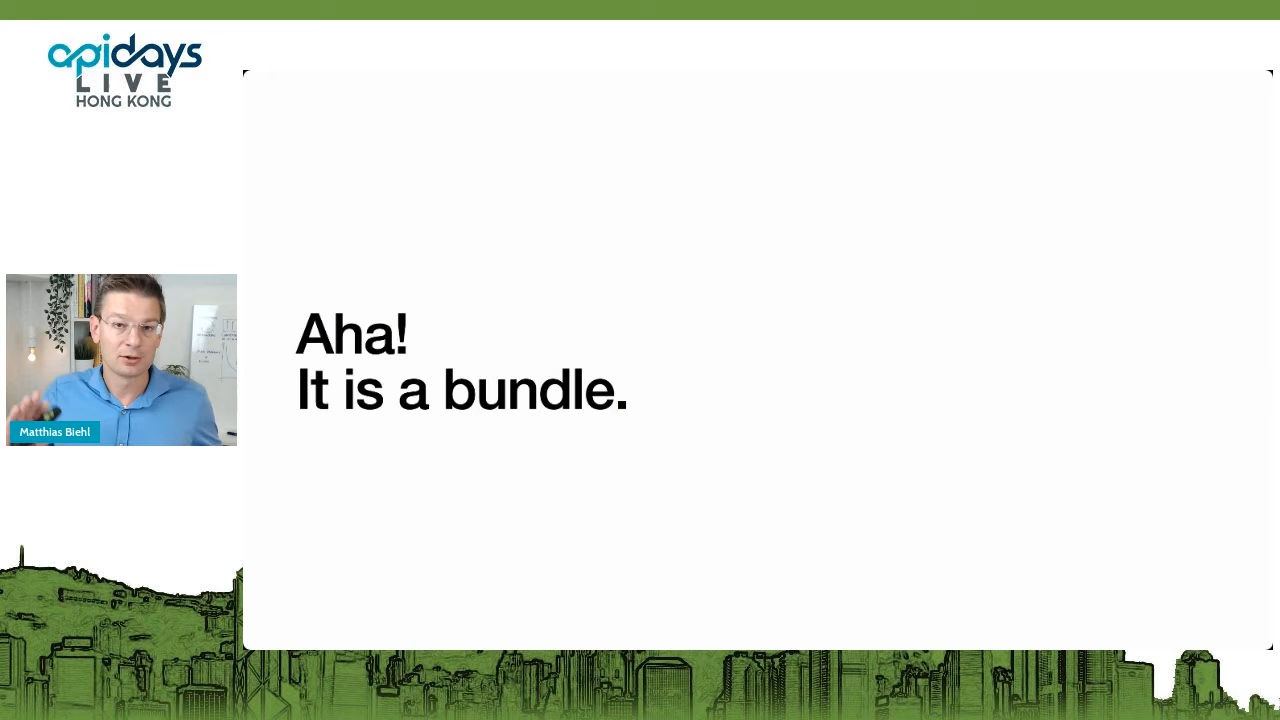 apidays
LIVE
HONG KONG
Aha!
It is a bundle.
Matthias Biehl